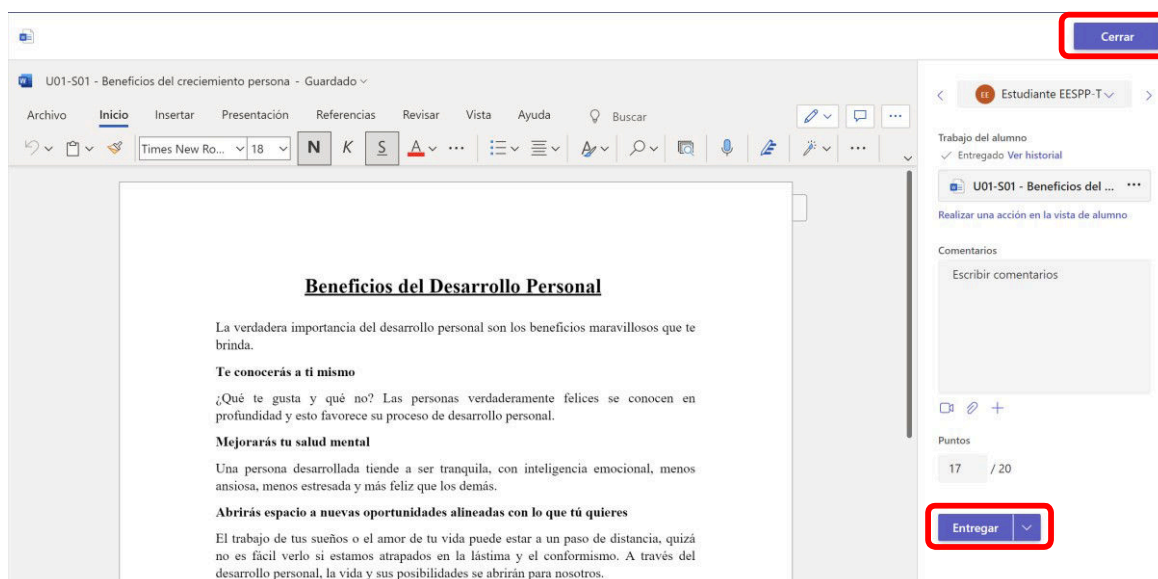 Cerrar
U01-S01 - Beneficios del creciemiento persona - Guardado
Archivo Inicio Insertar Presentación Referencias Revisar Vista Ayuda Buscar
Times New Ro... 18 N K S A
Beneficios del Desarrollo Personal
La verdadera importancia del desarrollo personal son los beneficios maravillosos que te
brinda.
Te conocerás a ti mismo
¿Qué te gusta y qué no? Las personas verdaderamente felices se conocen en
profundidad y esto favorece su proceso de desarrollo personal.
Mejorarás tu salud mental
Una persona desarrollada tiende a ser tranquila, con inteligencia emocional, menos
ansiosa, menos estresada y más feliz que los demás.
Abrirás espacio a nuevas oportunidades alineadas con lo que tú quieres
El trabajo de tus sueños o el amor de tu vida puede estar a un paso de distancia, quizá
no es fácil verlo si estamos atrapados en la lástima y el conformismo. A través del
desarrollo personal, la vida y sus posibilidades se abrirán para nosotros.
EE Estudiante EESPP-T
Trabajo del alumno
Entregado Ver historial
U01-S01 - Beneficios del ...
Realizar una acción en la vista de alumno
Comentarios
Escribir comentarios
Puntos
17 / 20
Entregar